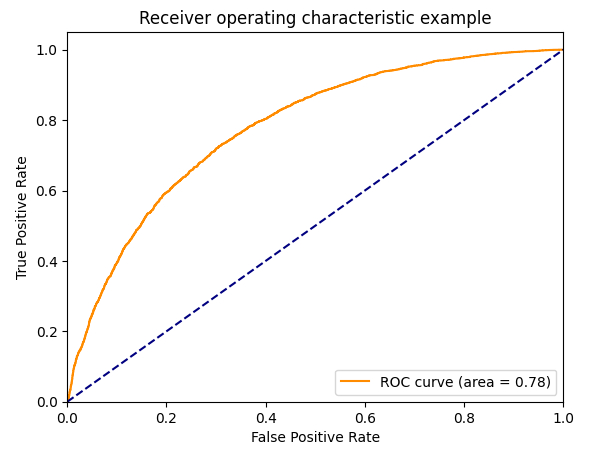 Receiver operating characteristic example
True Positive Rate
1.0
0.8
0.6
0.4
0.2
0.0
ROC curve (area = 0.78)
0.0 0.2 0.4 0.6 0.8 1.0
False Positive Rate